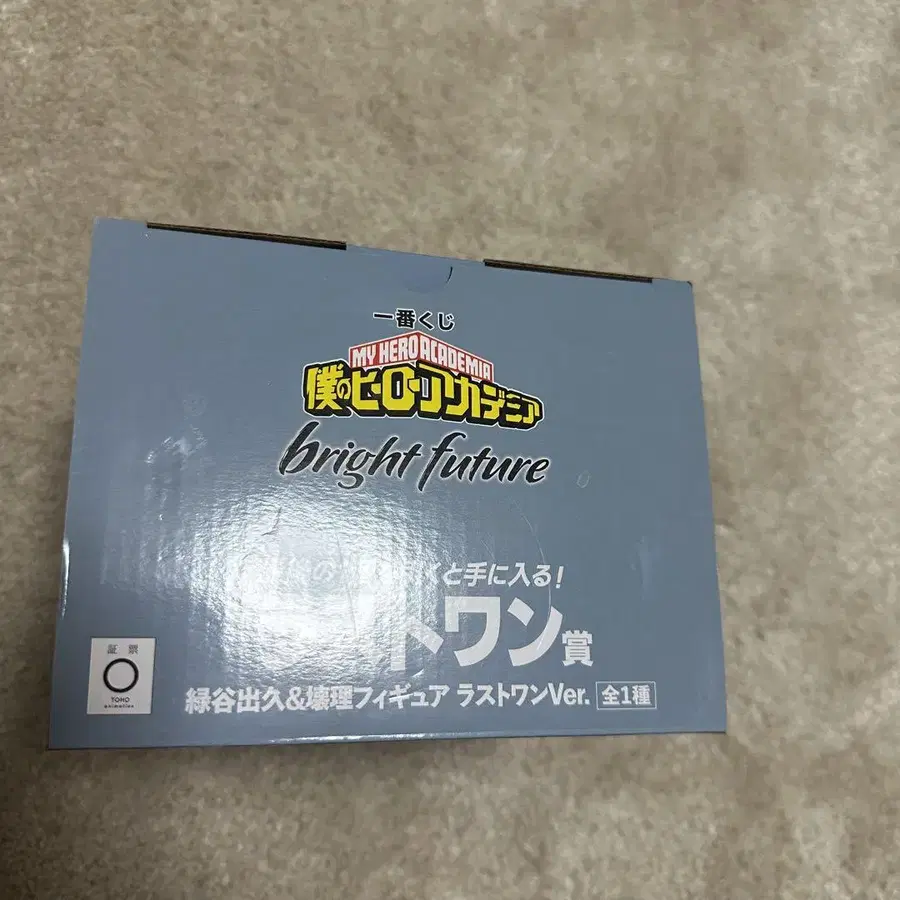 一番くじ
MY HERO ACADEMIA
僕のヒーローアカデミア
bright future
くと手に入る!
トワン賞
緑谷出久&壊理フィギュア ラストワンVer. 全1種
証票
TOHO
animation